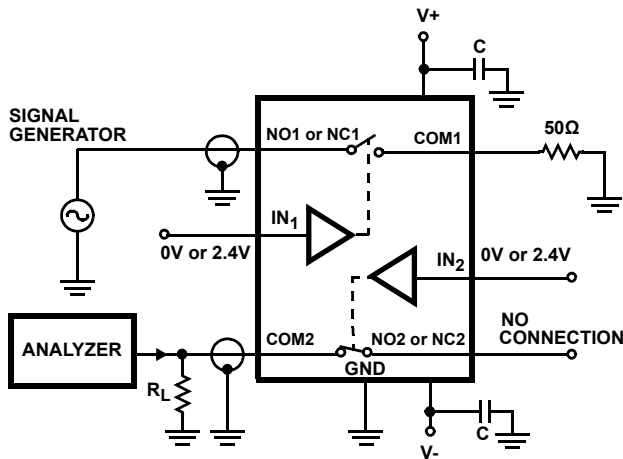 V+
C
SIGNAL
GENERATOR
NO1 or NC1
COM1
50Ω
IN1
0V or 2.4V
IN2
0V or 2.4V
NO
CONNECTION
ANALYZER
COM2
NO2 or NC2
GND
RL
C
V-